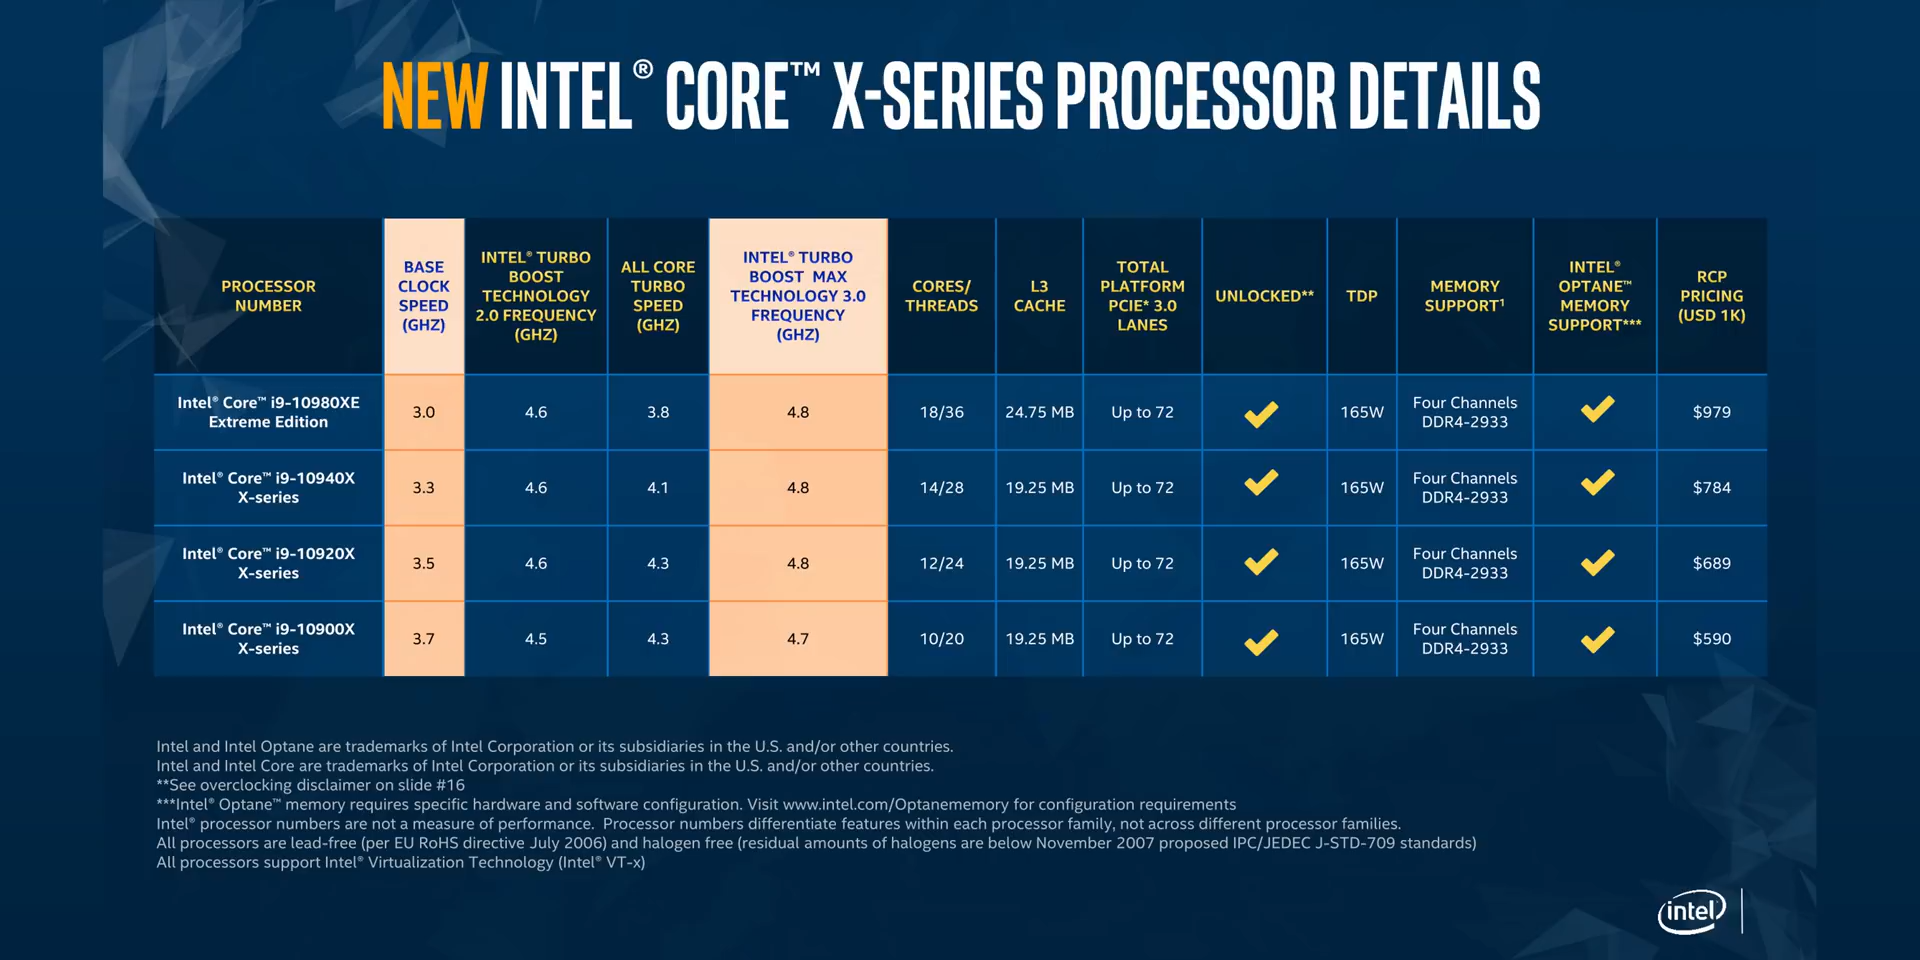 NEW INTEL® CORE™ X-SERIES PROCESSOR DETAILS
PROCESSOR
NUMBER
BASE
CLOCK
SPEED
(GHZ)
INTEL® TURBO
BOOST
TECHNOLOGY
2.0 FREQUENCY
(GHZ)
ALL CORE
TURBO
SPEED
(GHZ)
INTEL® TURBO
BOOST MAX
TECHNOLOGY 3.0
FREQUENCY
(GHZ)
CORES/
THREADS
L3
CACHE
TOTAL
PLATFORM
PCIE* 3.0
LANES
UNLOCKED**
TDP
MEMORY
SUPPORT¹
INTEL®
OPTANE™
MEMORY
SUPPORT***
RCP
PRICING
(USD 1K)
Intel® Core™ i9-10980XE
Extreme Edition
3.0
4.6
3.8
4.8
18/36
24.75 MB
Up to 72
165W
Four Channels
DDR4-2933
$979
Intel® Core™ i9-10940X
X-series
3.3
4.6
4.1
4.8
14/28
19.25 MB
Up to 72
165W
Four Channels
DDR4-2933
$784
Intel® Core™ i9-10920X
X-series
3.5
4.6
4.3
4.8
12/24
19.25 MB
Up to 72
165W
Four Channels
DDR4-2933
$689
Intel® Core™ i9-10900X
X-series
3.7
4.5
4.3
4.7
10/20
19.25 MB
Up to 72
165W
Four Channels
DDR4-2933
$590
Intel and Intel Optane are trademarks of Intel Corporation or its subsidiaries in the U.S. and/or other countries.
Intel and Intel Core are trademarks of Intel Corporation or its subsidiaries in the U.S. and/or other countries.
**See overclocking disclaimer on slide #16
***Intel® Optane™ memory requires specific hardware and software configuration. Visit www.intel.com/Optanememory for configuration requirements
Intel® processor numbers are not a measure of performance.  Processor numbers differentiate features within each processor family, not across different processor families.
All processors are lead-free (per EU RoHS directive July 2006) and halogen free (residual amounts of halogens are below November 2007 proposed IPC/JEDEC J-STD-709 standards)
All processors support Intel® Virtualization Technology (Intel® VT-x)
intel®